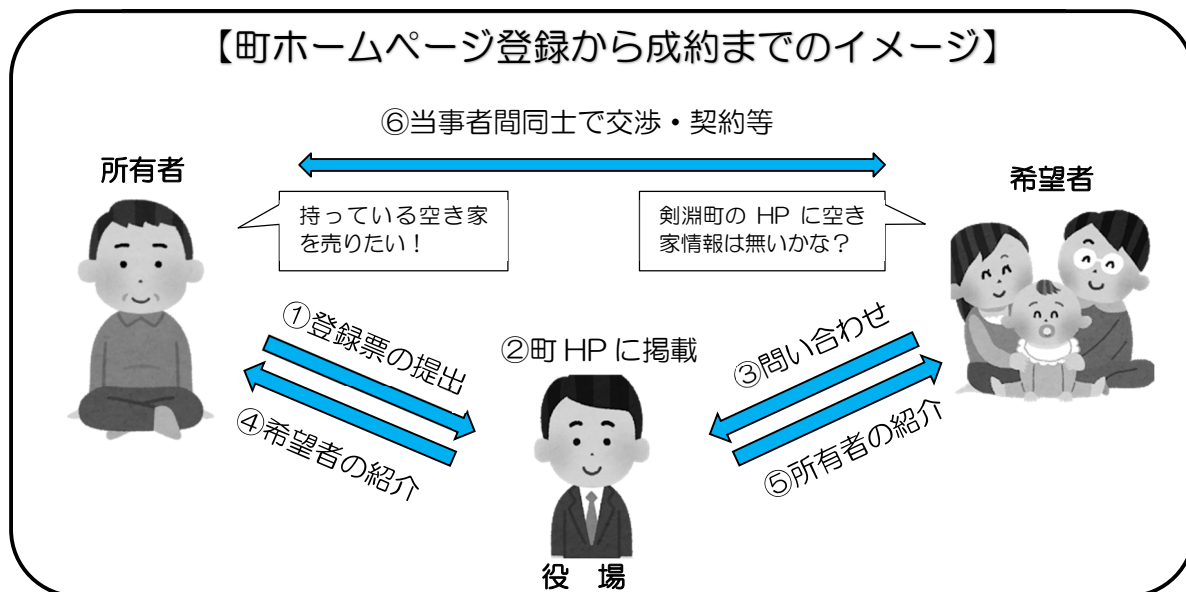 【町ホームページ登録から成約までのイメージ】
⑥当事者間同士で交渉・契約等
所有者
希望者
持っている空き家
を売りたい！
剣淵町の HP に空き
家情報は無いかな？
①登録票の提出
②町 HP に掲載
③問い合わせ
④希望者の紹介
⑤所有者の紹介
役 場